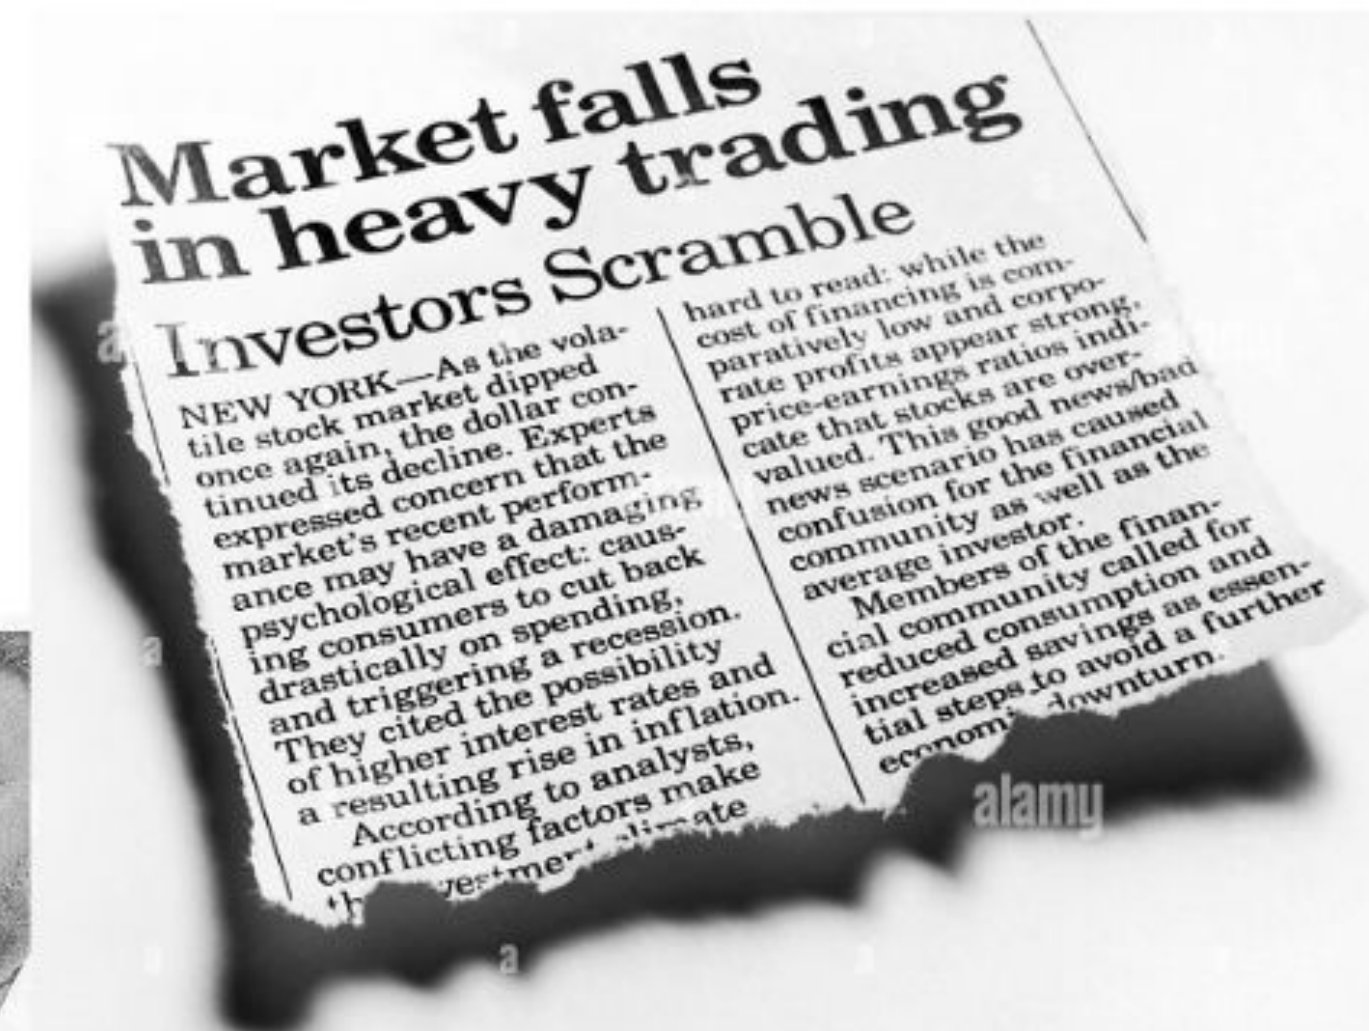 Market falls
in heavy trading
Investors Scramble
NEW YORK—As the vola-
tile stock market dipped
once again, the dollar con-
tinued its decline. Experts
expressed concern that the
market's recent perform-
ance may have a damaging
psychological effect: caus-
ing consumers to cut back
drastically on spending,
and triggering a recession.
They cited the possibility
of higher interest rates and
a resulting rise in inflation.
According to analysts,
conflicting factors make
hard to read: while the
cost of financing is com-
paratively low and corpo-
rate profits appear strong,
price-earnings ratios indi-
cate that stocks are over-
valued. This good news/bad
news scenario has caused
confusion for the financial
community as well as the
average investor.
Members of the finan-
cial community called for
reduced consumption and
increased savings as essen-
tial steps to avoid a further
downturn.
alamy